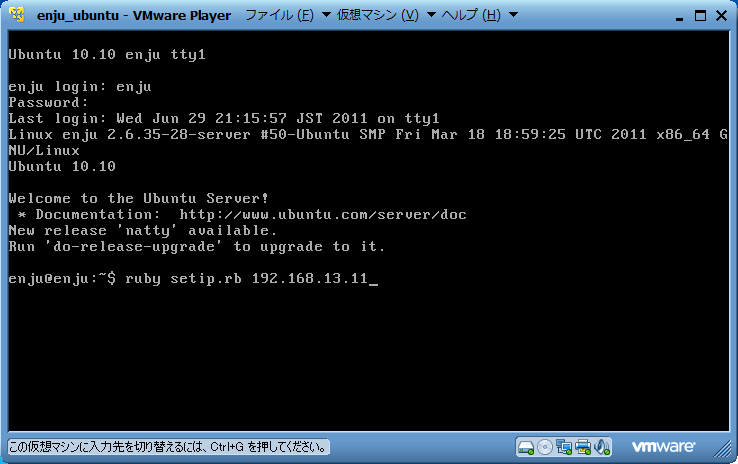 enju_ubuntu - VMware Player ファイル (F) 仮想マシン (V) ヘルプ (H)
Ubuntu 10.10 enju tty1
enju login: enju
Password:
Last login: Wed Jun 29 21:15:57 JST 2011 on tty1
Linux enju 2.6.35-28-server #50-Ubuntu SMP Fri Mar 18 18:59:25 UTC 2011 x86_64 G
NU/Linux
Ubuntu 10.10
Welcome to the Ubuntu Server!
 * Documentation:  http://www.ubuntu.com/server/doc
New release 'natty' available.
Run 'do-release-upgrade' to upgrade to it.
enju@enju:~$ ruby setip.rb 192.168.13.11_
この仮想マシンに入力先を切り替えるには、Ctrl+G を押してください。
vmware